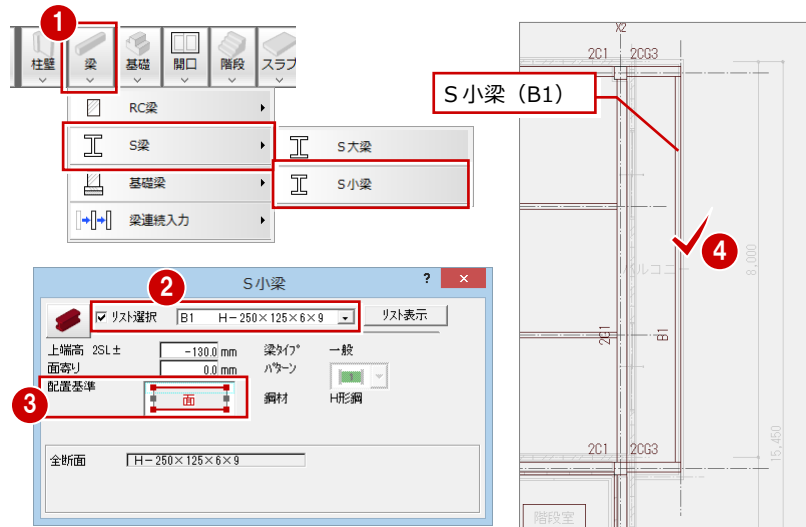 1
柱壁
梁
基礎
開口
階段
スラブ
RC梁
S梁
基礎梁
梁連続入力
S大梁
S小梁
S小梁
?
×
2
リスト選択
B1 H-250×125×6×9
リスト表示
上端高 2SL±
-130.0 mm
梁タイプ
一般
面寄り
0.0 mm
パターン
3
配置基準
面
鋼材
H形鋼
全断面
H-250×125×6×9
X2
2C1
2CG3
S小梁（B1）
4
バルコニー
8,000
2G1
B1
15,450
2C1
2CG3
階段室